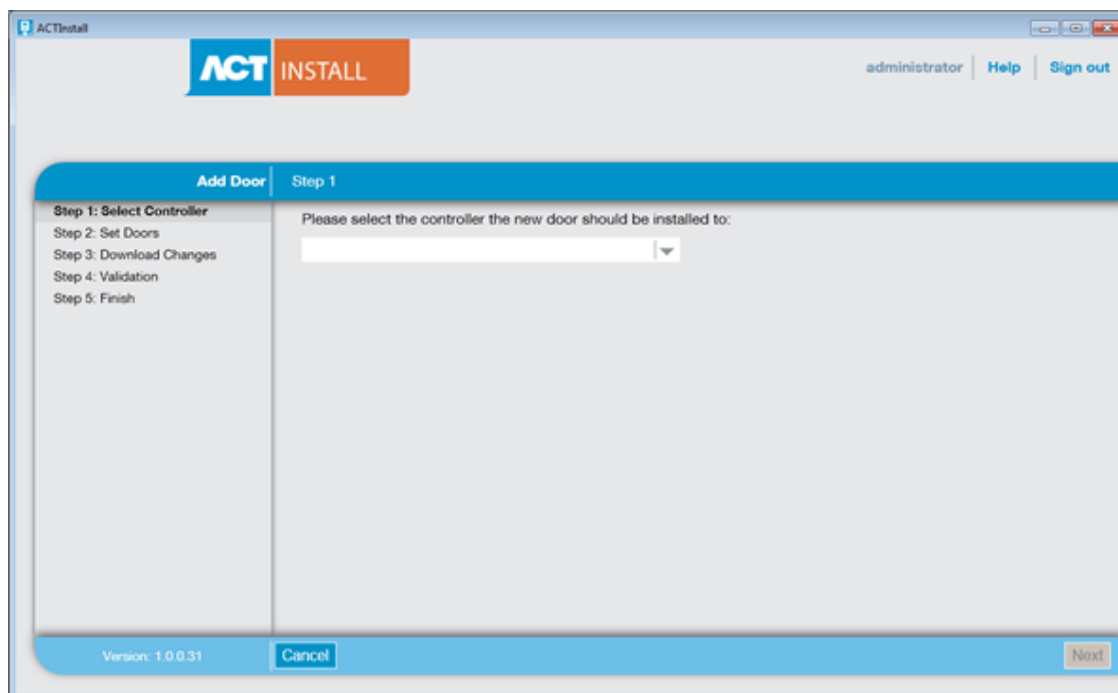 ACTInstall
ACT INSTALL
administrator Help Sign out
Add Door Step 1
Step 1: Select Controller
Step 2: Set Doors
Step 3: Download Changes
Step 4: Validation
Step 5: Finish
Please select the controller the new door should be installed to:
Version: 1.0.0.31 Cancel Next